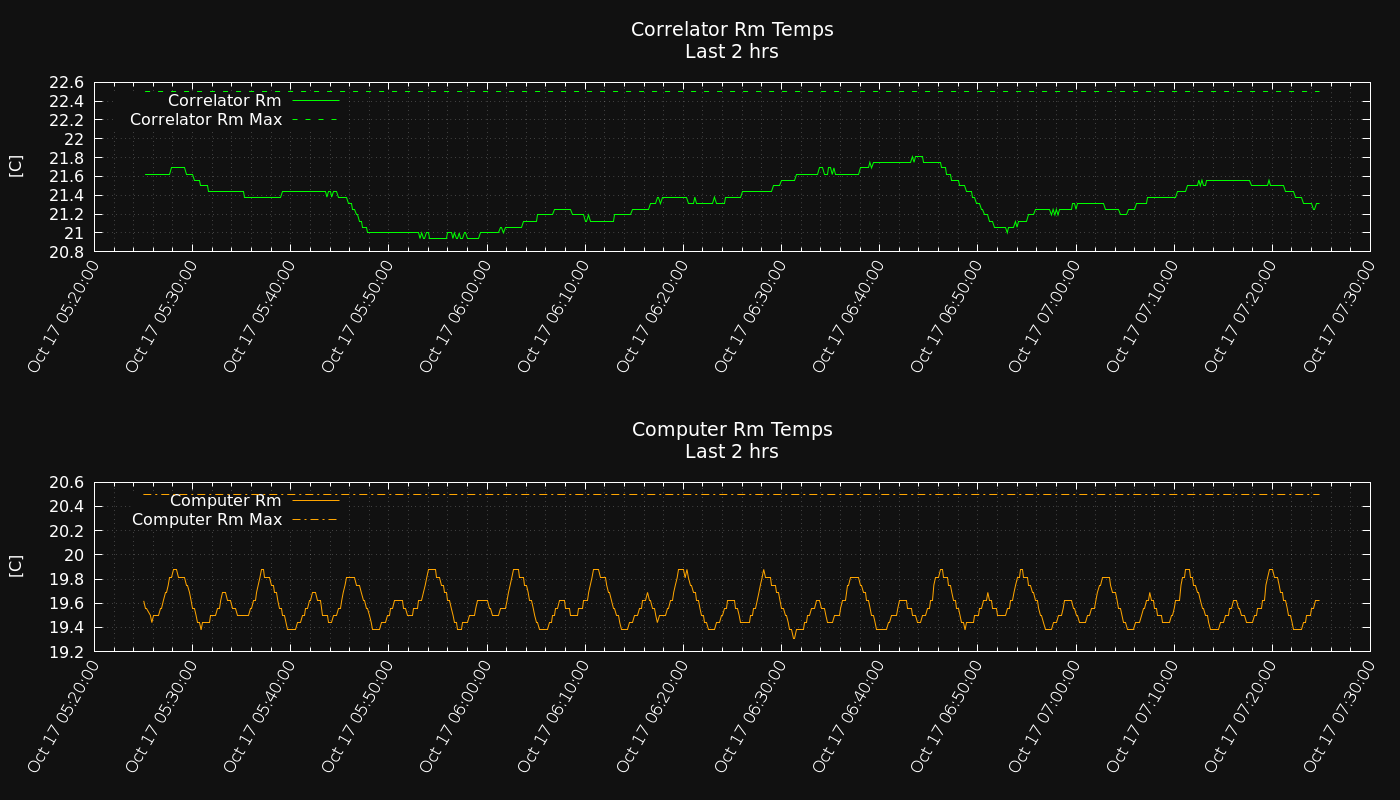 Correlator Rm Temps
Last 2 hrs
22.6
22.4
22.2
22
21.8
21.6
21.4
21.2
21
20.8
[C]
Correlator Rm
Correlator Rm Max
Oct 17 05:20:00
Oct 17 05:30:00
Oct 17 05:40:00
Oct 17 05:50:00
Oct 17 06:00:00
Oct 17 06:10:00
Oct 17 06:20:00
Oct 17 06:30:00
Oct 17 06:40:00
Oct 17 06:50:00
Oct 17 07:00:00
Oct 17 07:10:00
Oct 17 07:20:00
Oct 17 07:30:00
Computer Rm Temps
Last 2 hrs
20.6
20.4
20.2
20
19.8
19.6
19.4
19.2
[C]
Computer Rm
Computer Rm Max
Oct 17 05:20:00
Oct 17 05:30:00
Oct 17 05:40:00
Oct 17 05:50:00
Oct 17 06:00:00
Oct 17 06:10:00
Oct 17 06:20:00
Oct 17 06:30:00
Oct 17 06:40:00
Oct 17 06:50:00
Oct 17 07:00:00
Oct 17 07:10:00
Oct 17 07:20:00
Oct 17 07:30:00